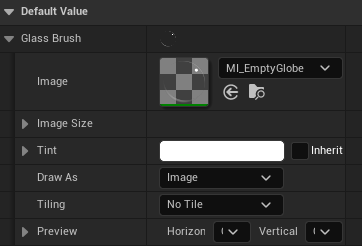 Default Value
Glass Brush
Image
MI_EmptyGlobe
Image Size
Tint
Inherit
Draw As
Image
Tiling
No Tile
Preview
Horizon
Vertical